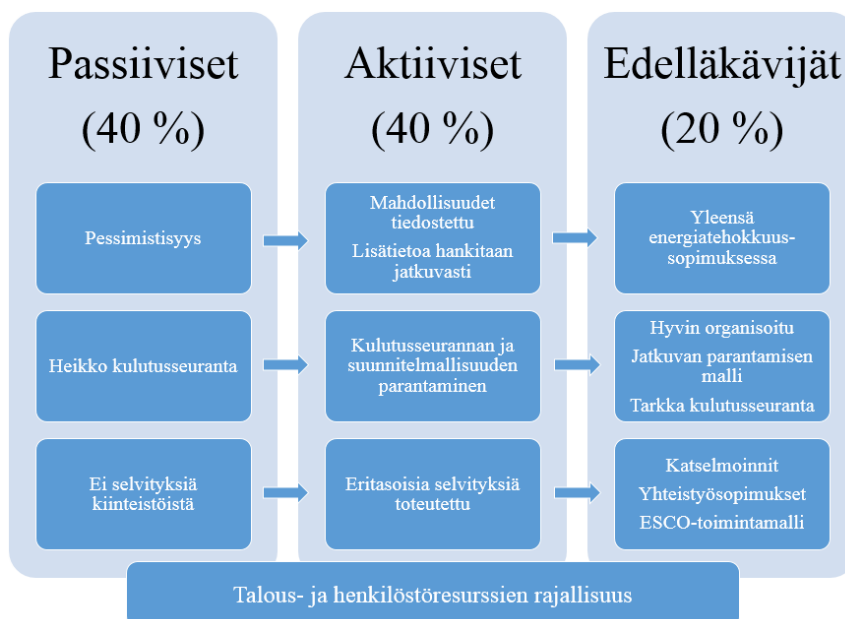 Passiiviset
(40 %)
Pessimistisyys
Heikko kulutusseuranta
Ei selvityksiä
kiinteistöistä
Aktiiviset
(40 %)
Mahdollisuudet
tiedostettu
Lisätietoa hankitaan
jatkuvasti
Kulutusseurannan ja
suunnitelmallisuuden
parantaminen
Eritasoisia selvityksiä
toteutettu
Edelläkävijät
(20 %)
Yleensä
energiatehokkuus-
sopimuksessa
Hyvin organisoitu
Jatkuvan parantamisen
malli
Tarkka kulutusseuranta
Katselmoinnit
Yhteistyösopimukset
ESCO-toimintamalli
Talous- ja henkilöstöresurssien rajallisuus